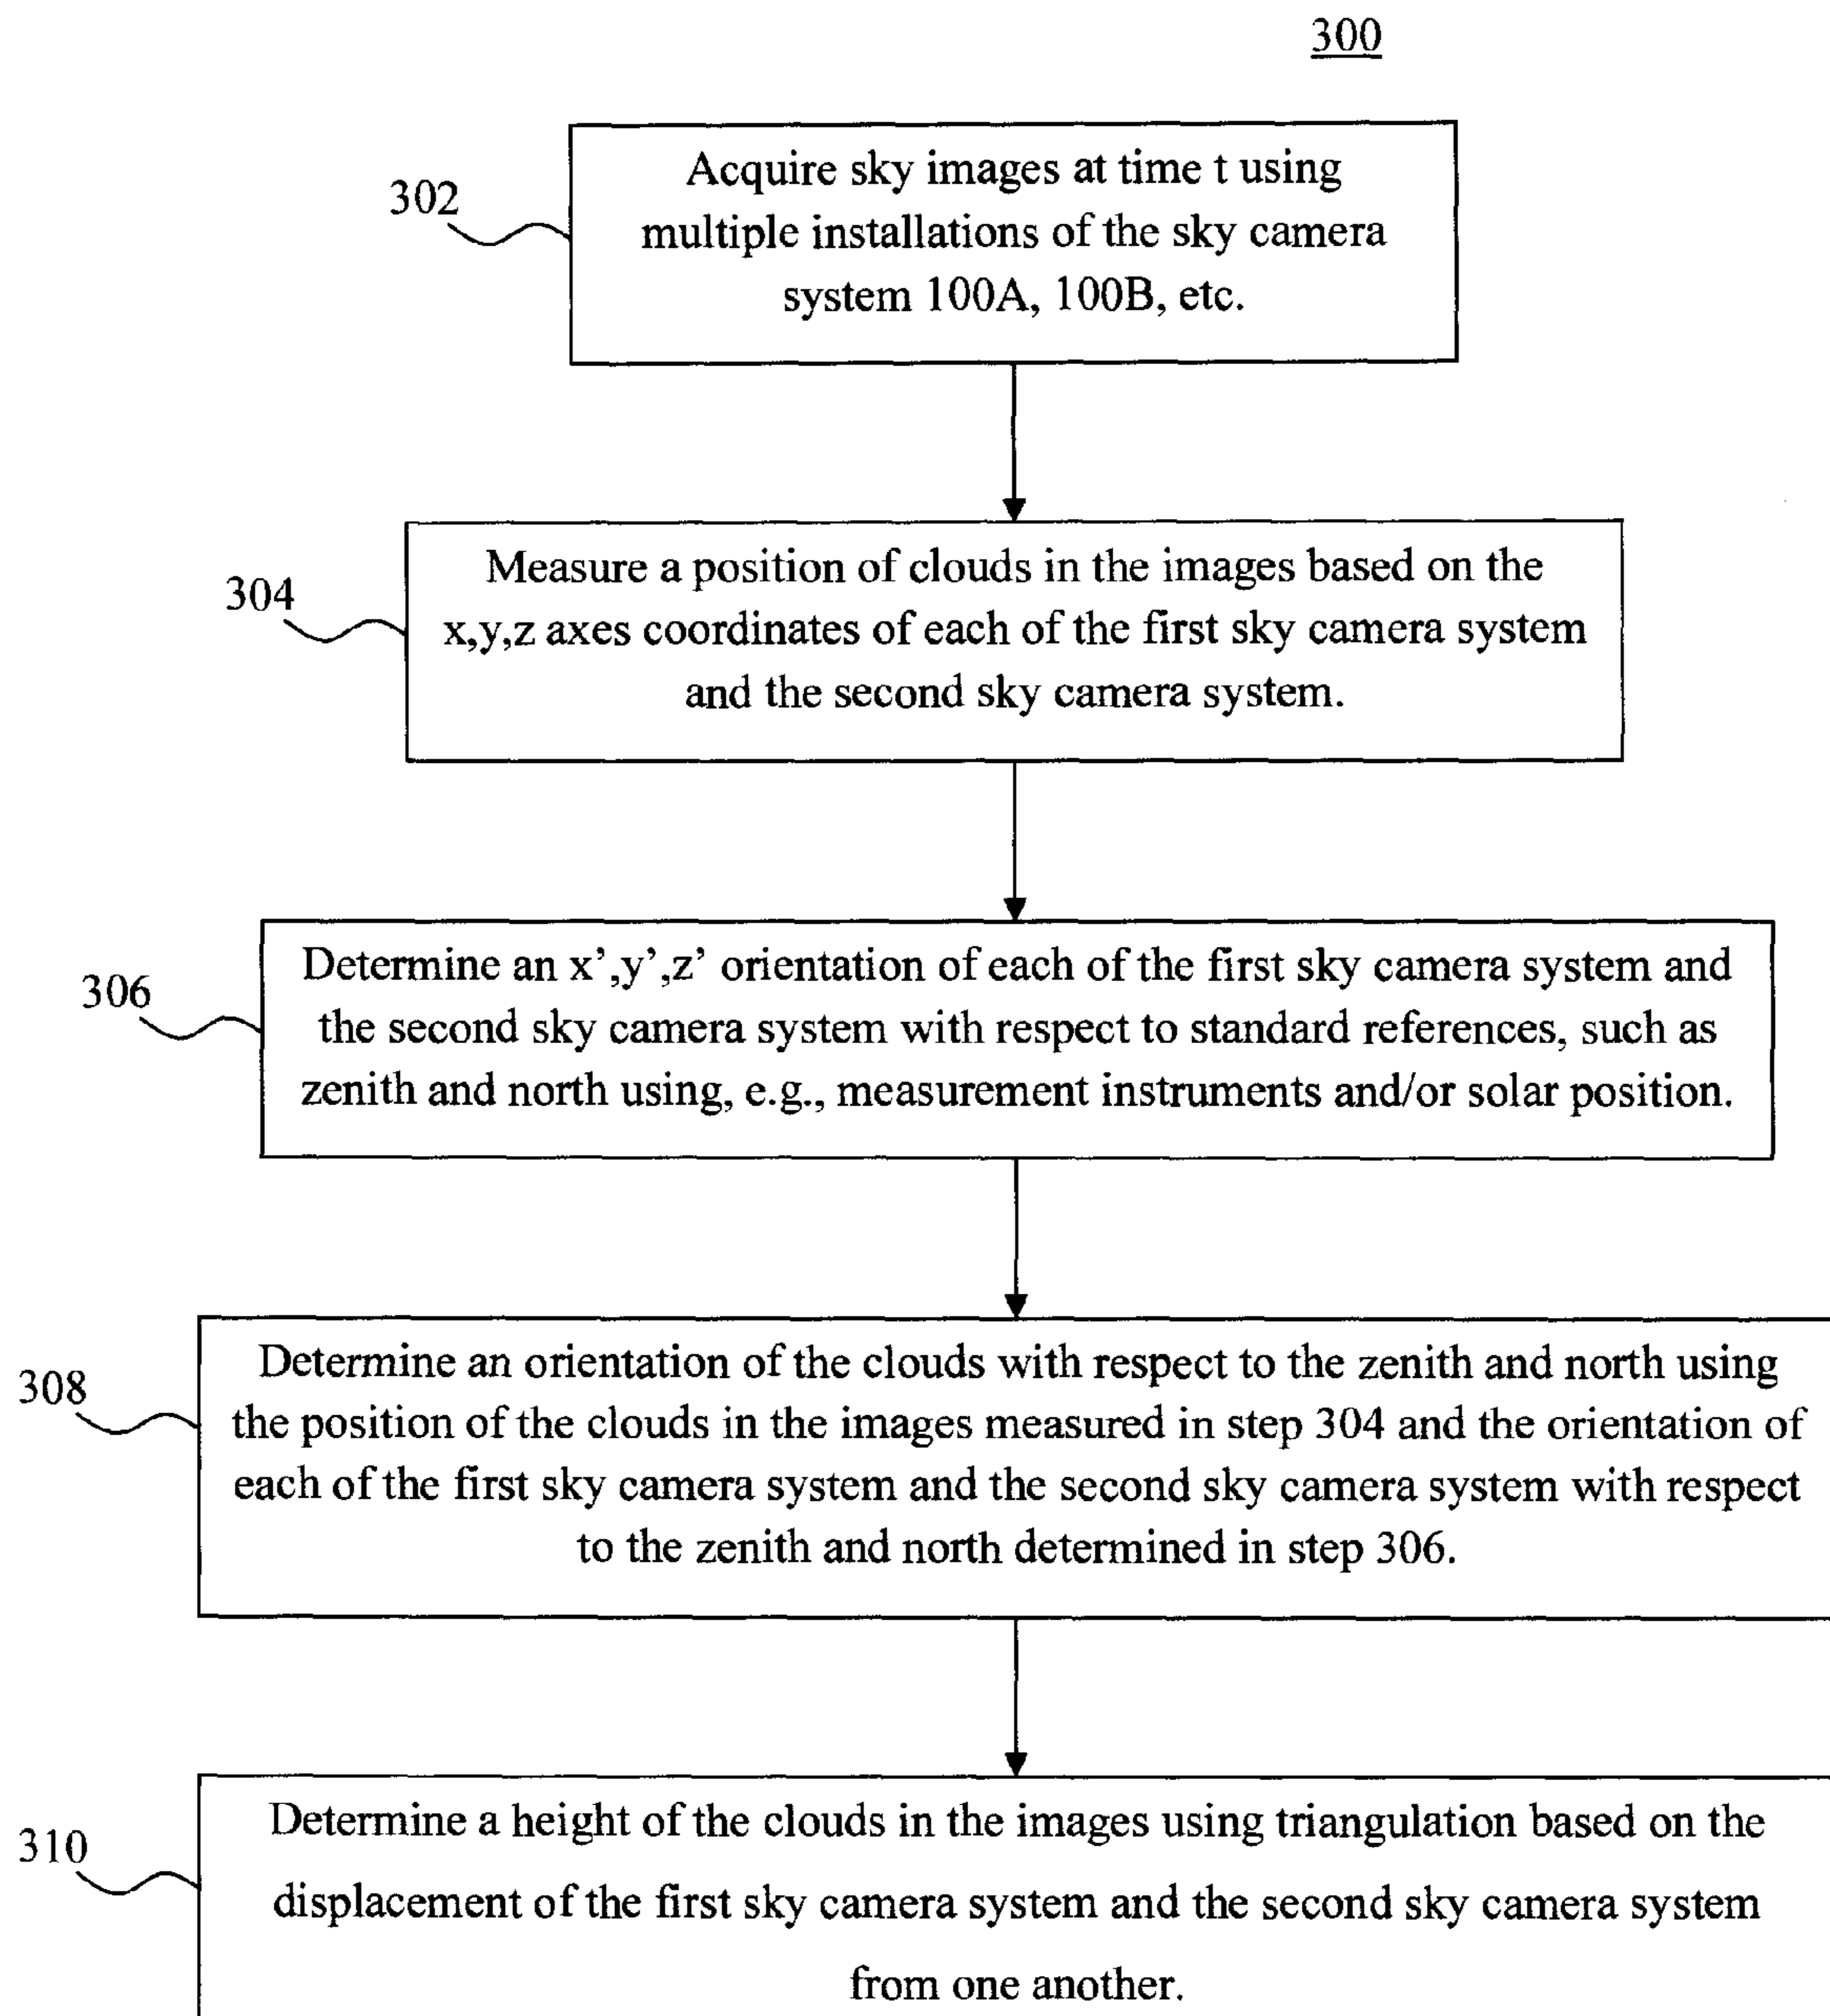 300
302
Acquire sky images at time t using
multiple installations of the sky camera
system 100A, 100B, etc.
304
Measure a position of clouds in the images based on the
x,y,z axes coordinates of each of the first sky camera system
and the second sky camera system.
306
Determine an x’,y’,z’ orientation of each of the first sky camera system and
the second sky camera system with respect to standard references, such as
zenith and north using, e.g., measurement instruments and/or solar position.
308
Determine an orientation of the clouds with respect to the zenith and north using
the position of the clouds in the images measured in step 304 and the orientation of
each of the first sky camera system and the second sky camera system with respect
to the zenith and north determined in step 306.
310
Determine a height of the clouds in the images using triangulation based on the
displacement of the first sky camera system and the second sky camera system
from one another.